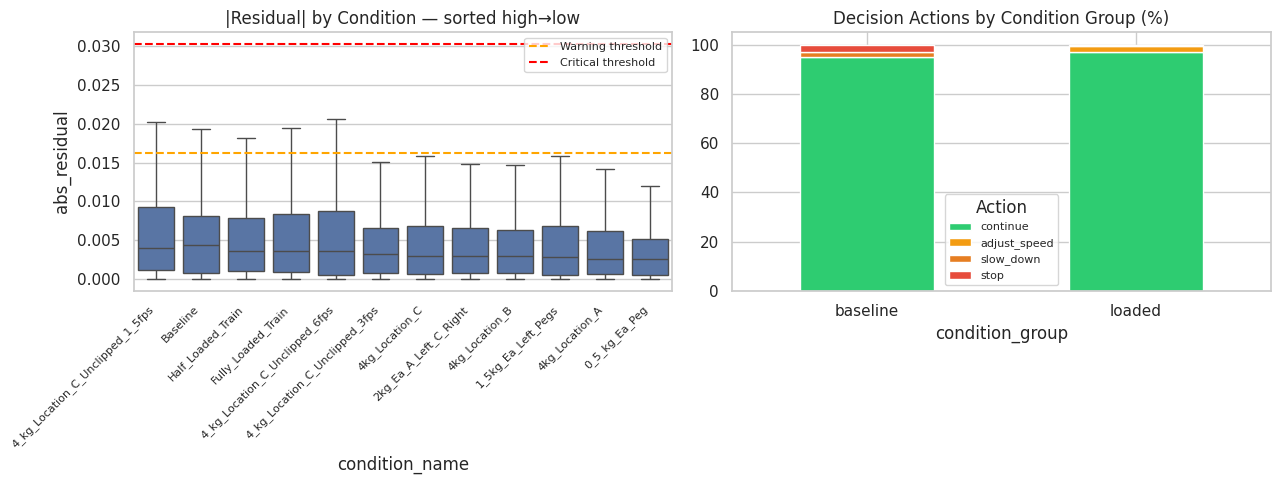 |Residual| by Condition — sorted high→low
0.030
0.025
0.020
0.015
0.010
0.005
0.000
abs_residual
Warning threshold
Critical threshold
4_kg_Location_C_Unclipped_1_5fps
Baseline
Half_Loaded_Train
Fully_Loaded_Train
4_kg_Location_C_Unclipped_6fps
4_kg_Location_C_Unclipped_3fps
4kg_Location_C
2kg_Ea_A_Left_C_Right
4kg_Location_B
1_5kg_Ea_Left_Pegs
4kg_Location_A
0_5_Kg_Ea_Peg
condition_name
Decision Actions by Condition Group (%)
100
80
60
40
20
0
Action
continue
adjust_speed
slow_down
stop
baseline
loaded
condition_group